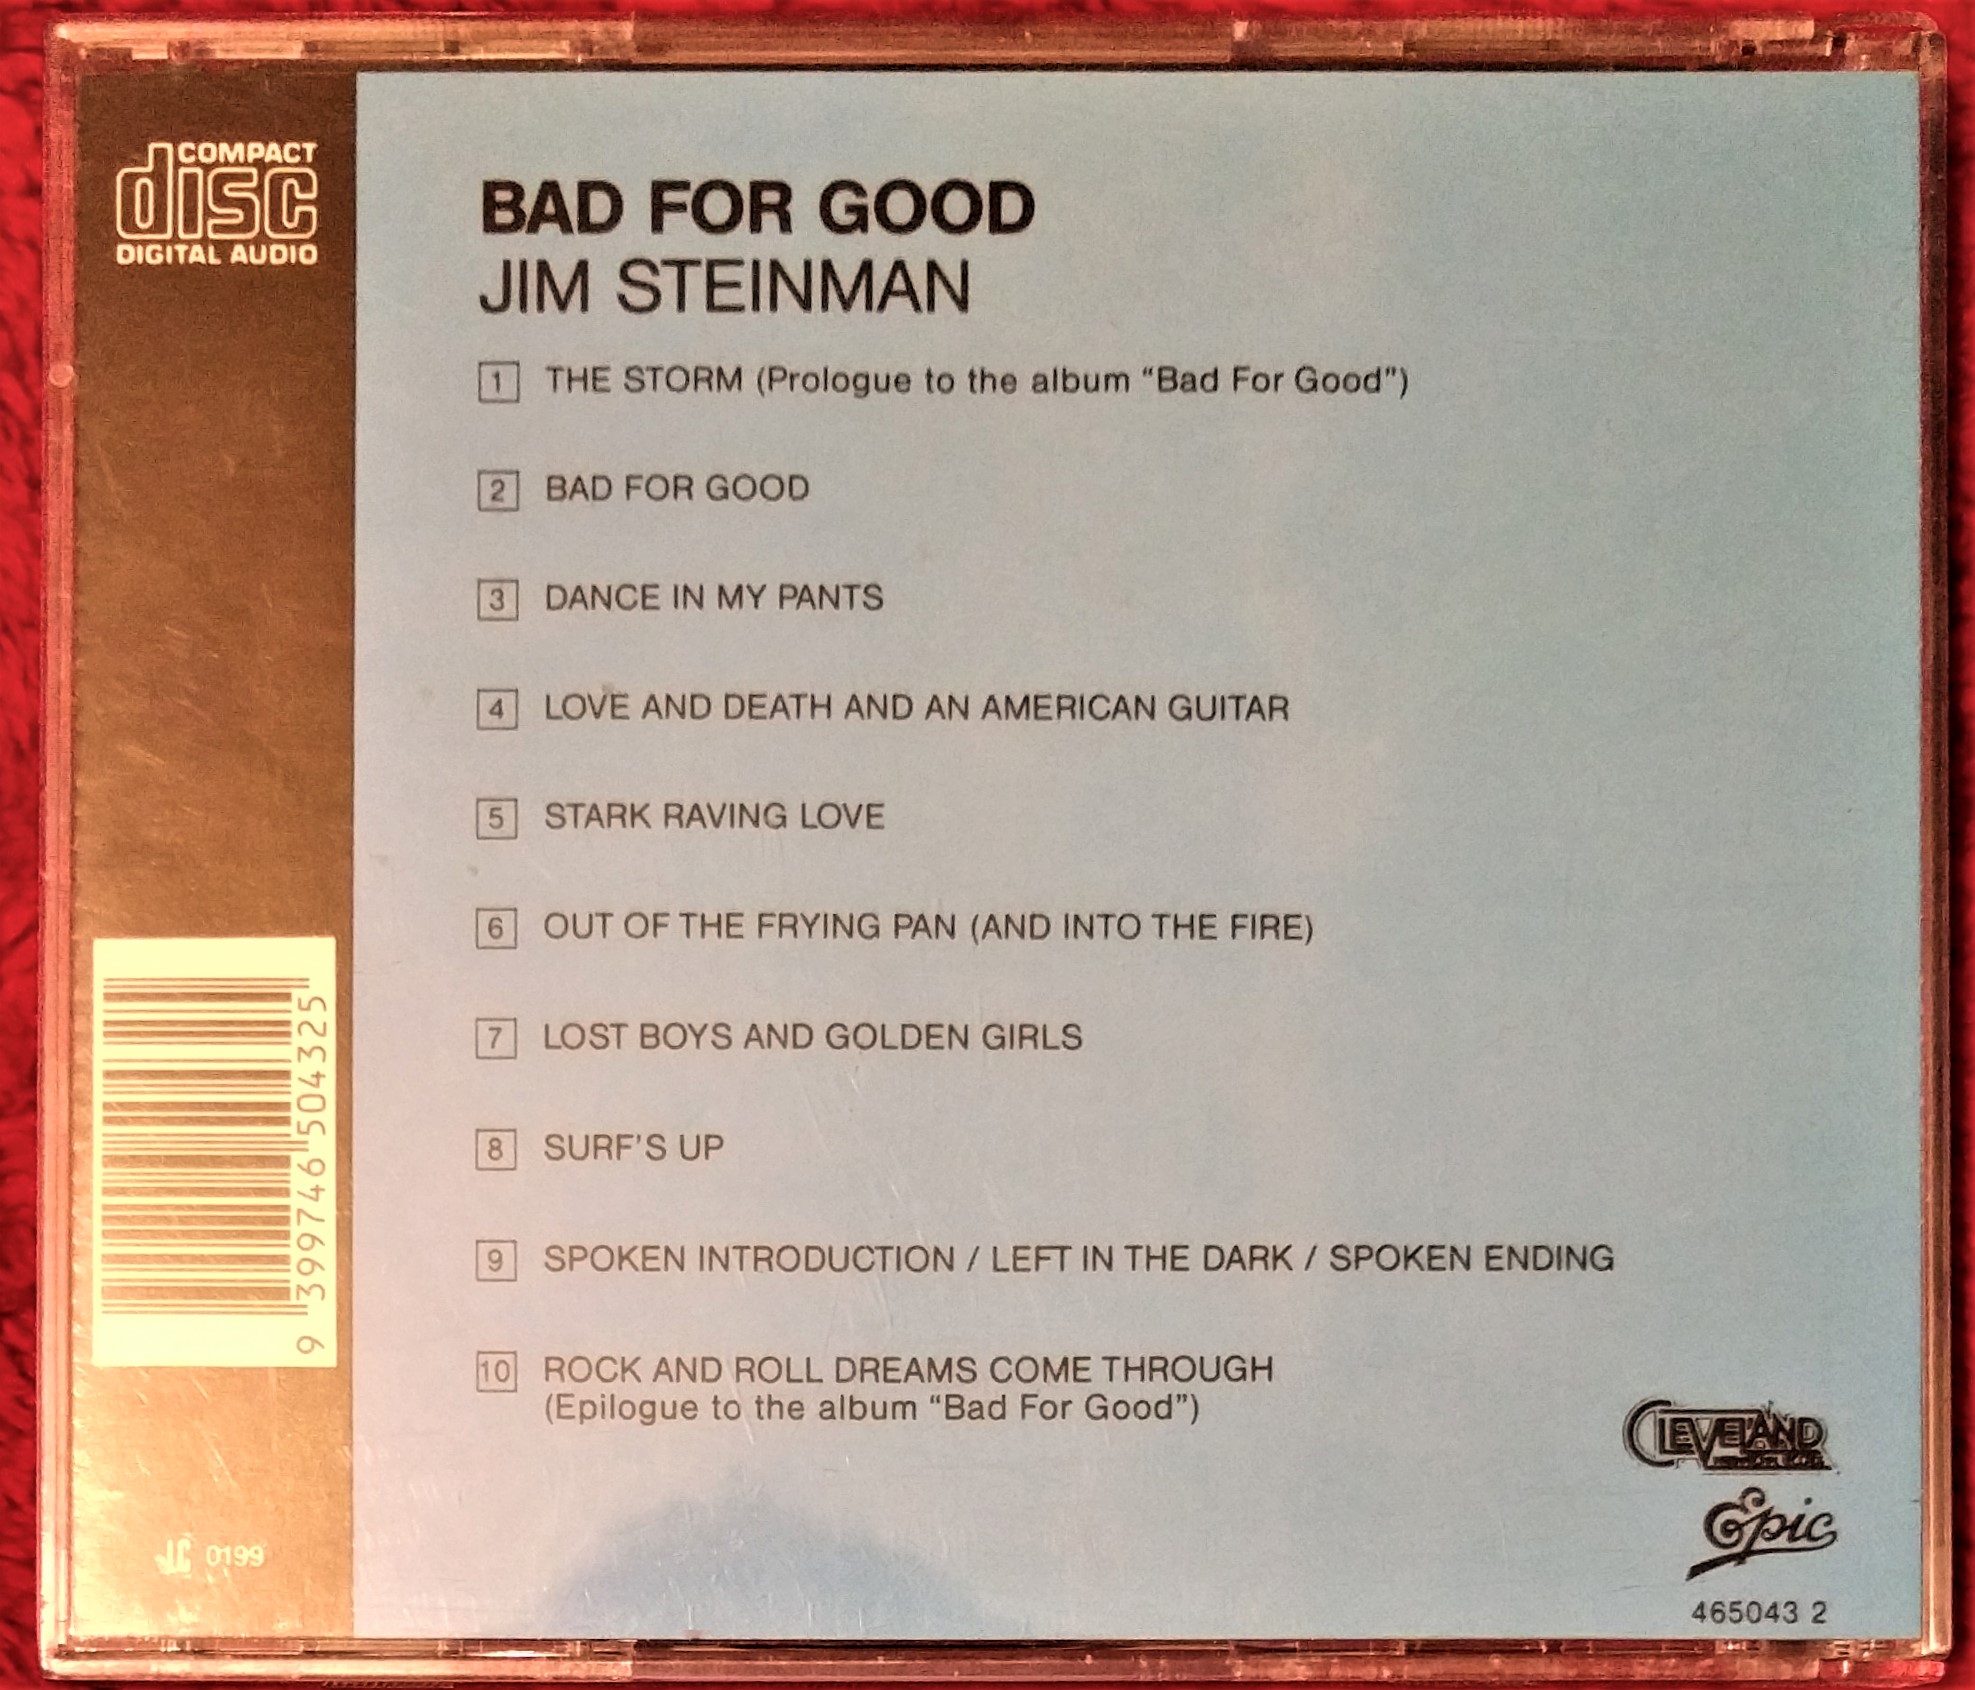 COMPACT
disc
DIGITAL AUDIO
BAD FOR GOOD
JIM STEINMAN
1 THE STORM (Prologue to the album “Bad For Good”)
2 BAD FOR GOOD
3 DANCE IN MY PANTS
4 LOVE AND DEATH AND AN AMERICAN GUITAR
5 STARK RAVING LOVE
6 OUT OF THE FRYING PAN (AND INTO THE FIRE)
7 LOST BOYS AND GOLDEN GIRLS
8 SURF'S UP
9 SPOKEN INTRODUCTION / LEFT IN THE DARK / SPOKEN ENDING
10 ROCK AND ROLL DREAMS COME THROUGH
(Epilogue to the album “Bad For Good”)
9 399746 504325
0199
CLEVELAND
Epic
465043 2